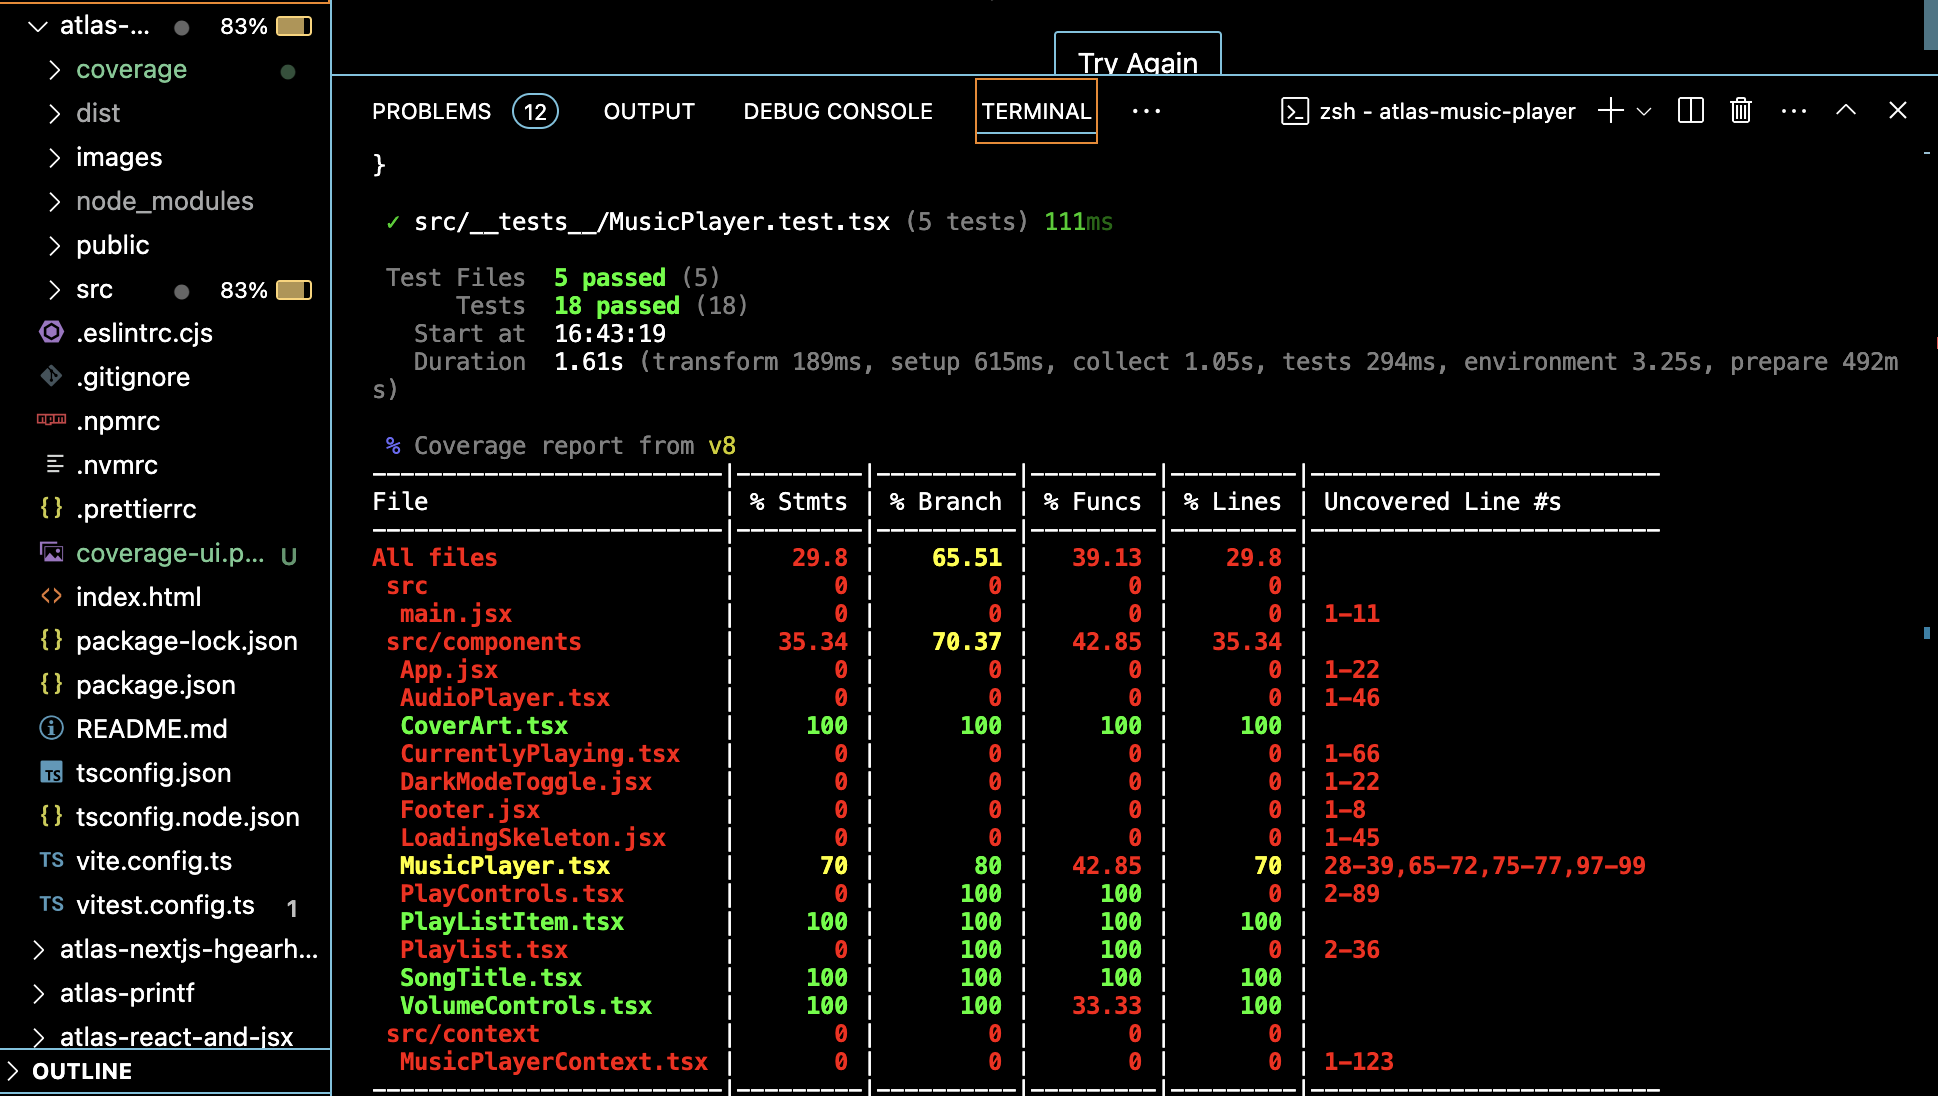 atlas-... 83%
coverage
dist
images
node_modules
public
src 83%
.eslintrc.cjs
.gitignore
.npmrc
.nvmrc
.prettierrc
coverage-ui.p... U
index.html
package-lock.json
package.json
README.md
tsconfig.json
tsconfig.node.json
vite.config.ts
vitest.config.ts 1
atlas-nextjs-hgearh...
atlas-printf
atlas-react-and-jsx
OUTLINE
Try Again
PROBLEMS 12 OUTPUT DEBUG CONSOLE TERMINAL ... zsh - atlas-music-player
}
✓ src/__tests__/MusicPlayer.test.tsx (5 tests) 111ms
Test Files 5 passed (5)
Tests 18 passed (18)
Start at 16:43:19
Duration 1.61s (transform 189ms, setup 615ms, collect 1.05s, tests 294ms, environment 3.25s, prepare 492m
s)
% Coverage report from v8
File | % Stmts | % Branch | % Funcs | % Lines | Uncovered Line #s
All files | 29.8 | 65.51 | 39.13 | 29.8 |
src | 0 | 0 | 0 | 0 |
main.jsx | 0 | 0 | 0 | 0 | 1-11
src/components | 35.34 | 70.37 | 42.85 | 35.34 |
App.jsx | 0 | 0 | 0 | 0 | 1-22
AudioPlayer.tsx | 0 | 0 | 0 | 0 | 1-46
CoverArt.tsx | 100 | 100 | 100 | 100 |
CurrentlyPlaying.tsx | 0 | 0 | 0 | 0 | 1-66
DarkModeToggle.jsx | 0 | 0 | 0 | 0 | 1-22
Footer.jsx | 0 | 0 | 0 | 0 | 1-8
LoadingSkeleton.jsx | 0 | 0 | 0 | 0 | 1-45
MusicPlayer.tsx | 70 | 80 | 42.85 | 70 | 28-39,65-72,75-77,97-99
PlayControls.tsx | 0 | 100 | 100 | 0 | 2-89
PlayListItem.tsx | 100 | 100 | 100 | 100 |
Playlist.tsx | 0 | 100 | 100 | 0 | 2-36
SongTitle.tsx | 100 | 100 | 100 | 100 |
VolumeControls.tsx | 100 | 100 | 33.33 | 100 |
src/context | 0 | 0 | 0 | 0 |
MusicPlayerContext.tsx | 0 | 0 | 0 | 0 | 1-123